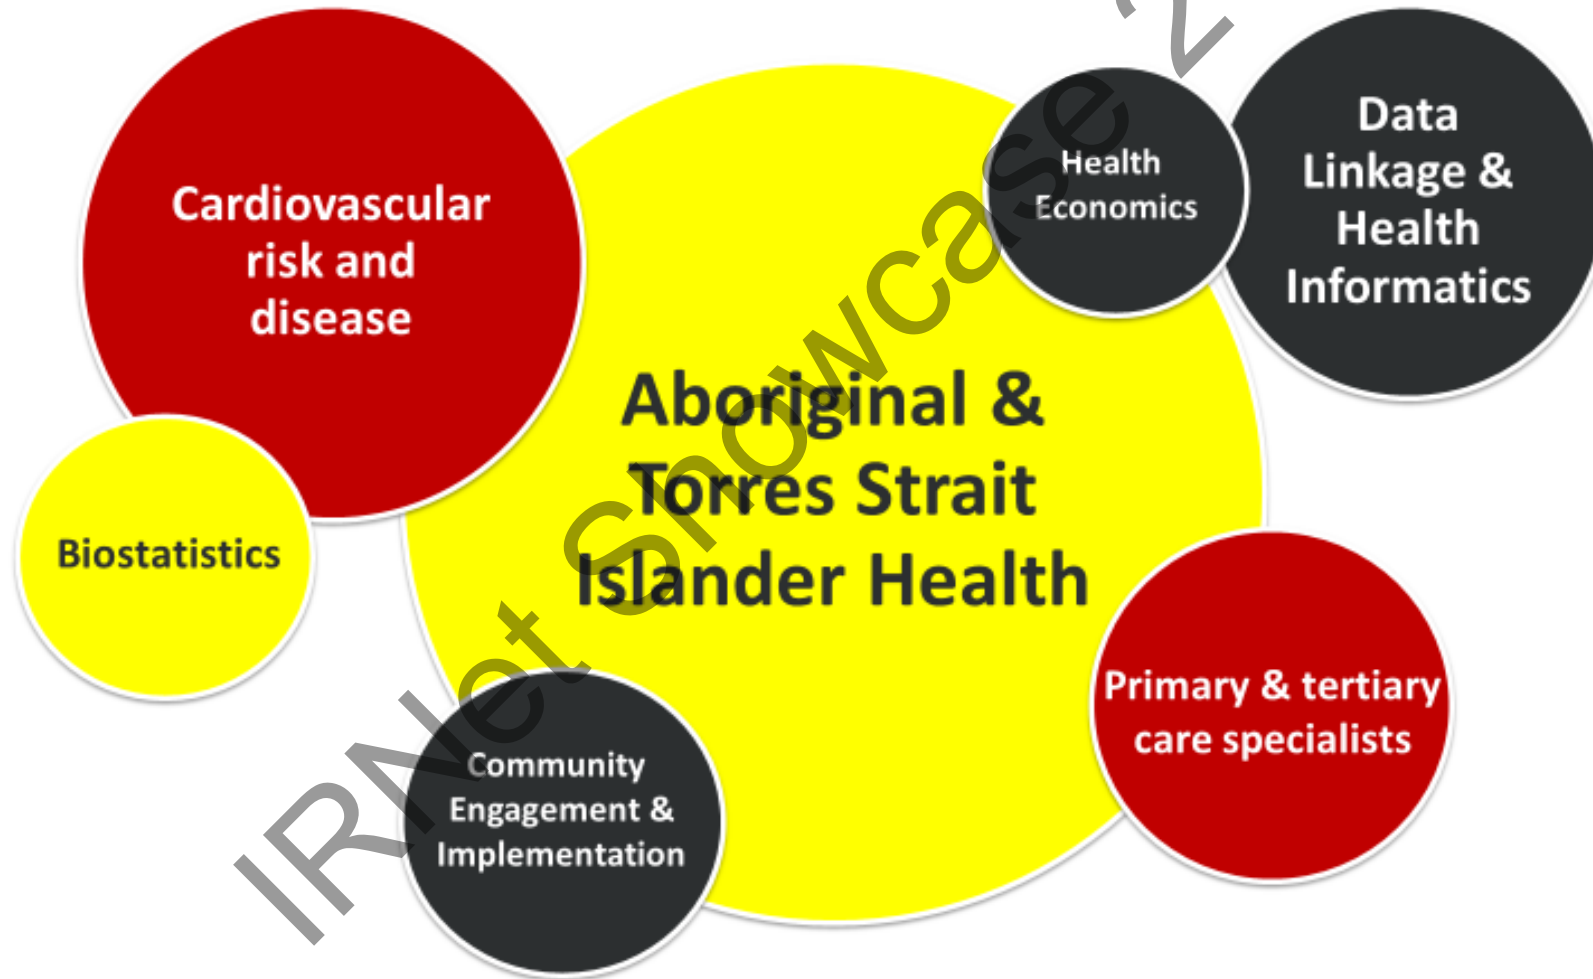 Cardiovascular
risk and
disease
Health
Economics
Data
Linkage &
Health
Informatics
Aboriginal &
Torres Strait
Islander Health
Biostatistics
Primary & tertiary
care specialists
Community
Engagement &
Implementation
IRNet Showcase 2